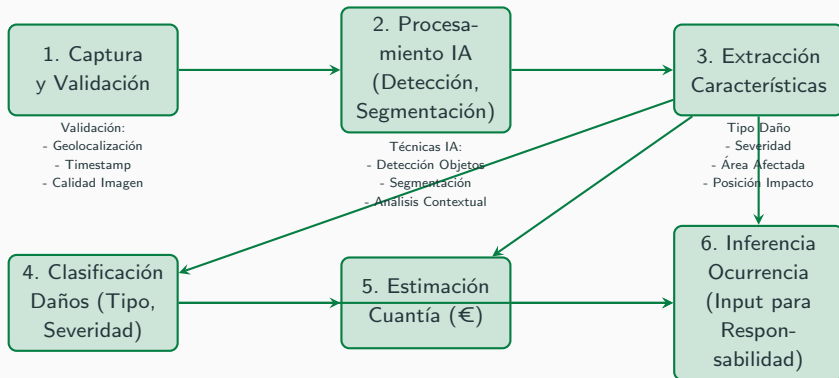 1. Captura
y Validación
Validación:
- Geolocalización
- Timestamp
- Calidad Imagen
2. Procesa-
miento IA
(Detección,
Segmentación)
Técnicas IA:
- Detección Objetos
- Segmentación
- Análisis Contextual
3. Extracción
Características
Tipo Daño
- Severidad
- Área Afectada
- Posición Impacto
4. Clasificación
Daños (Tipo,
Severidad)
5. Estimación
Cuantía (€)
6. Inferencia
Ocurrencia
(Input para
Respon-
sabilidad)